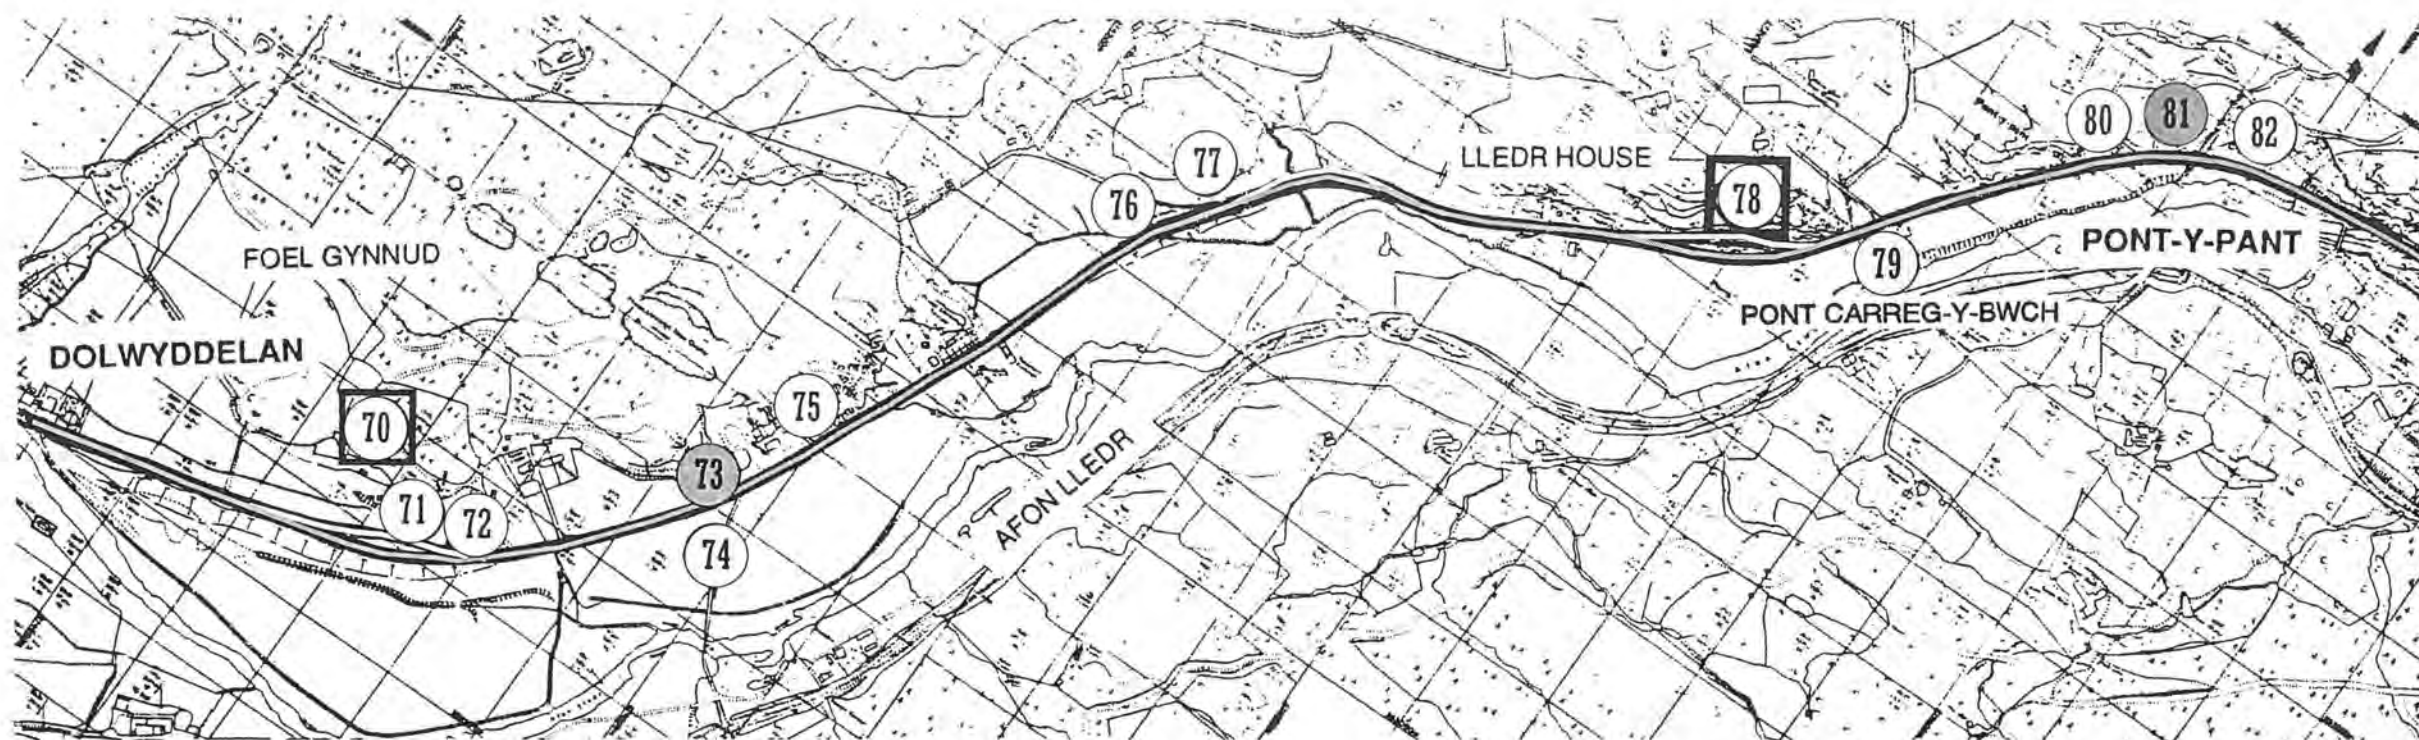 80
81
82
77
LLEDR HOUSE
76
78
FOEL GYNNUD
79
PONT-Y-PANT
PONT CARREG-Y-BWCH
DOLWYDDELAN
70
75
73
AFON LLEDR
71
72
74